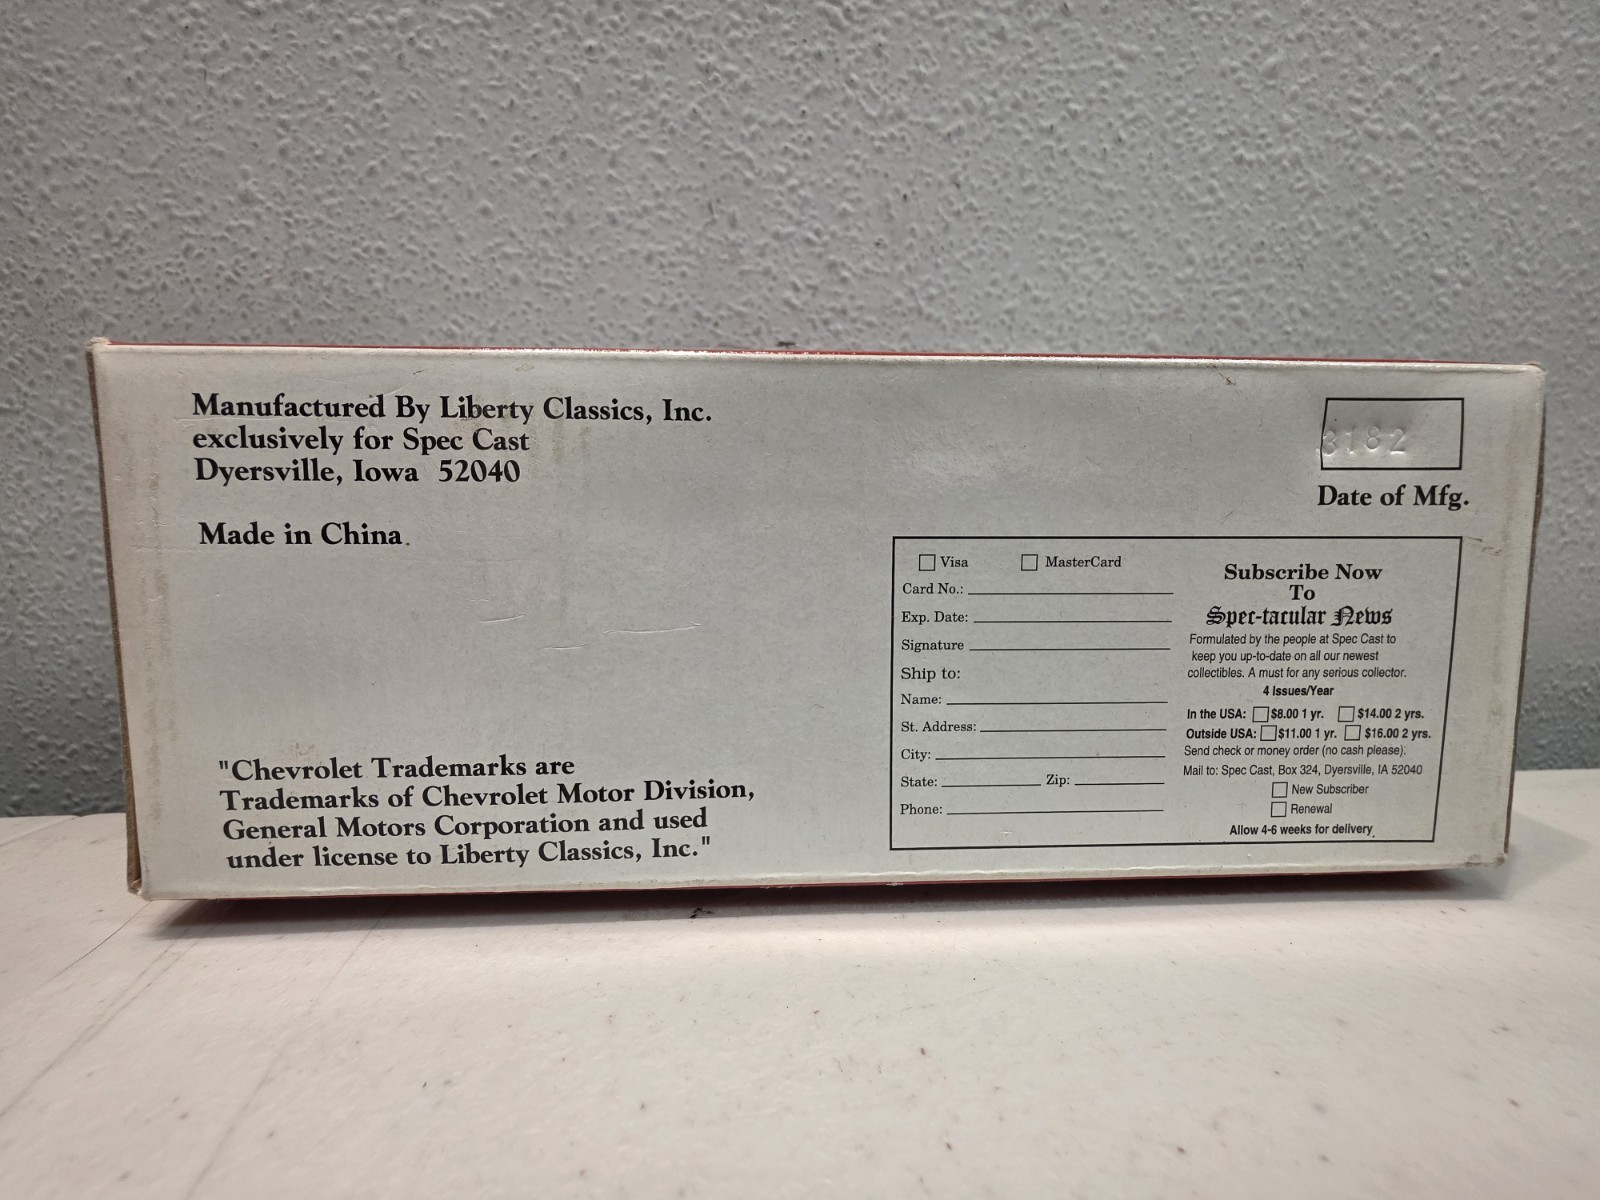 Manufactured By Liberty Classics, Inc.
exclusively for Spec Cast
Dyersville, Iowa 52040
Made in China.
"Chevrolet Trademarks are
Trademarks of Chevrolet Motor Division,
General Motors Corporation and used
under license to Liberty Classics, Inc."
3182
Date of Mfg.
Visa MasterCard
Card No.:
Exp. Date:
Signature
Ship to:
Name:
St. Address:
City:
State: Zip:
Phone:
Subscribe Now
To
Spec-tacular News
Formulated by the people at Spec Cast to
keep you up-to-date on all our newest
collectibles. A must for any serious collector.
4 Issues/Year
In the USA: $8.00 1 yr. $14.00 2 yrs.
Outside USA: $11.00 1 yr. $16.00 2 yrs.
Send check or money order (no cash please).
Mail to: Spec Cast, Box 324, Dyersville, IA 52040
New Subscriber
Renewal
Allow 4-6 weeks for delivery.